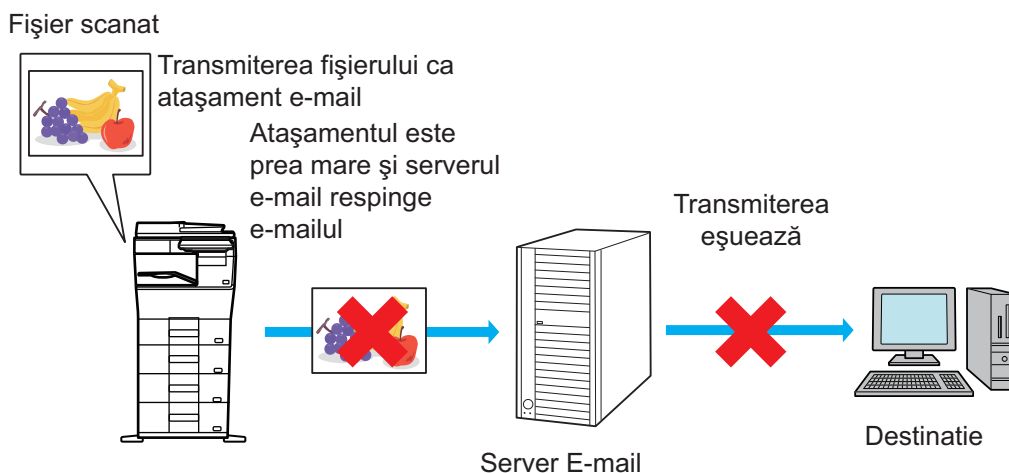 Fişier scanat
Transmiterea fişierului ca
ataşament e-mail
Ataşamentul este
prea mare şi serverul
e-mail respinge
e-mailul
Transmiterea
eşuează
Destinatie
Server E-mail